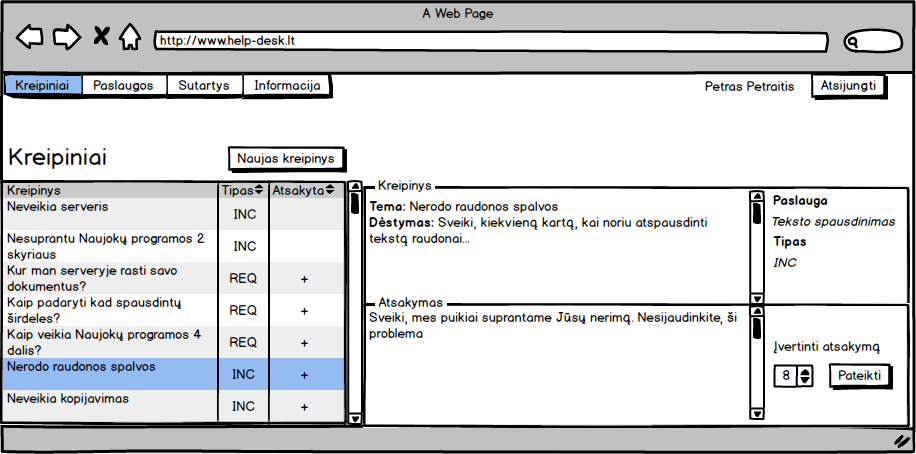 A Web Page
http://www.help-desk.lt
Kreipiniai Paslaugos Sutartys Informacija Petras Petraitis Atsijungti
Kreipiniai Naujas kreipinys
Kreipinys Tipas Atsakyta
Neveikia serveris INC
Nesuprantu Naujokų programos 2
skyriaus INC
Kur man serveryje rasti savo
dokumentus? REQ +
Kaip padaryti kad spausdintų
širdeles? REQ +
Kaip veikia Naujokų programos 4
dalis? REQ +
Nerodo raudonos spalvos INC +
Neveikia kopijavimas INC +
Kreipinys
Tema: Nerodo raudonos spalvos
Dėstymas: Sveiki, kiekvieną kartą, kai noriu atspausdinti
tekstą raudonai...
Paslauga
Teksto spausdinimas
Tipas
INC
Atsakymas
Sveiki, mes puikiai suprantame Jūsų nerimą. Nesijaudinkite, ši
problema
Įvertinti atsakymą
8 Pateikti